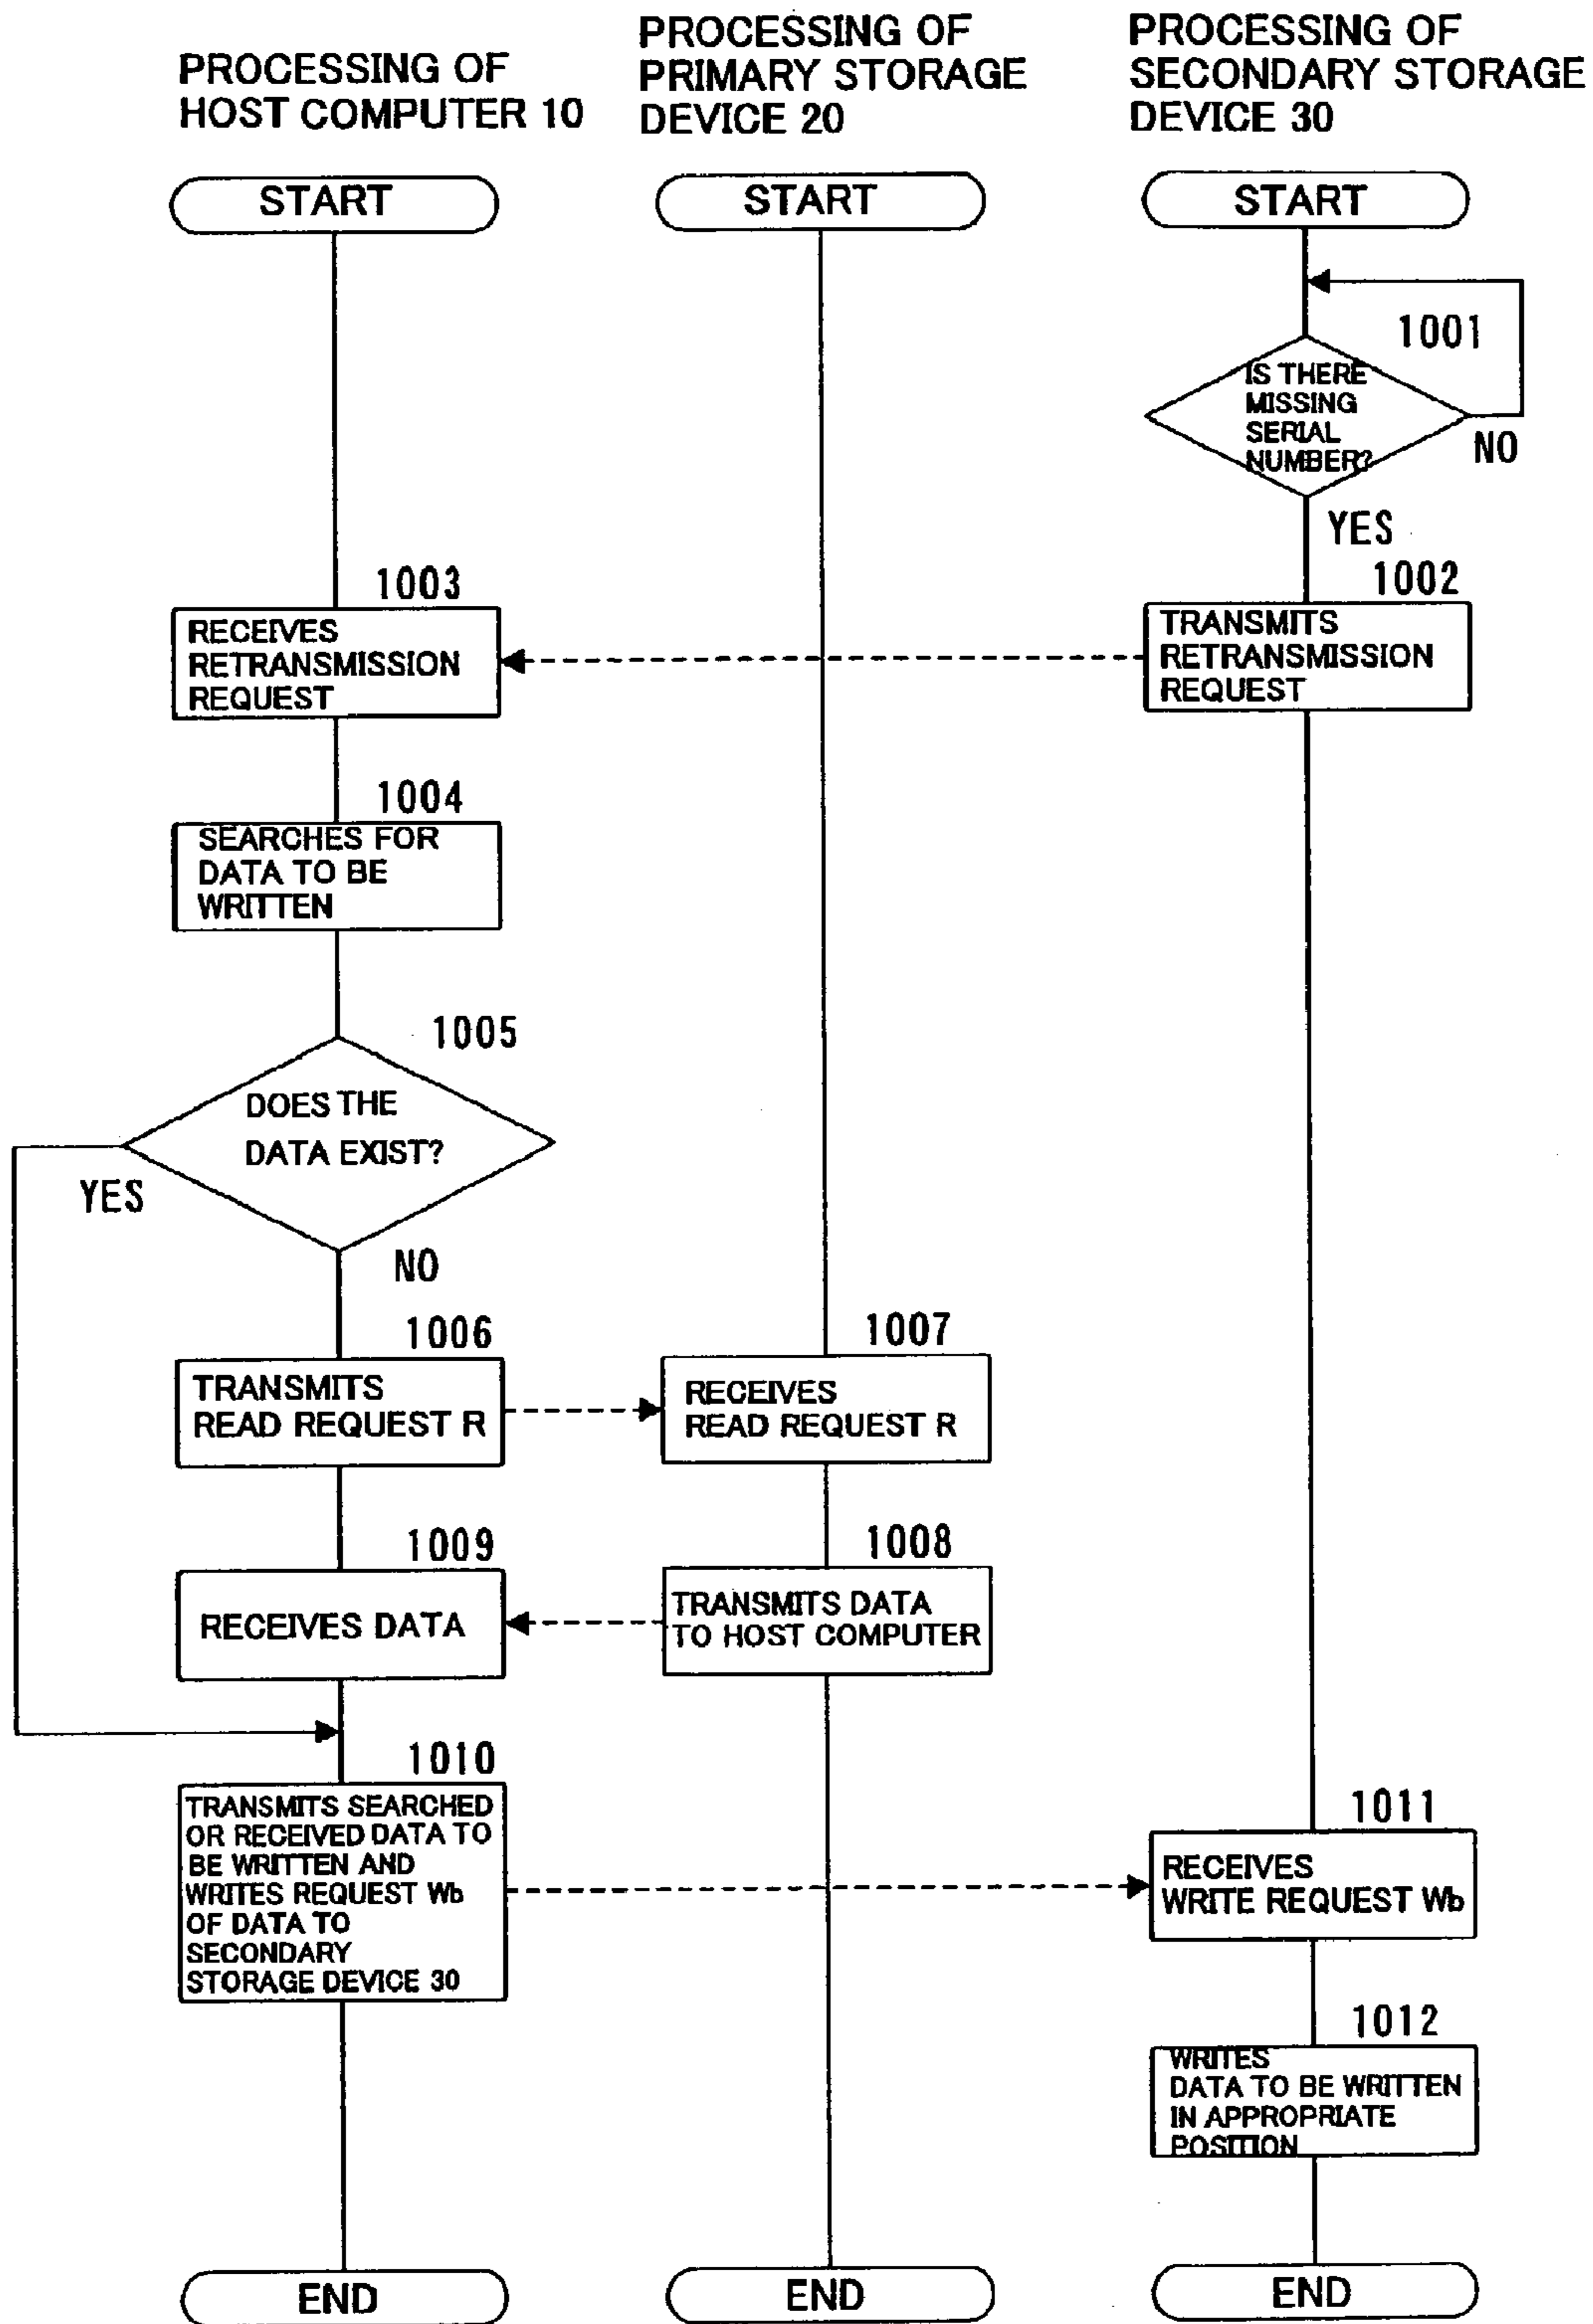 PROCESSING OF
HOST COMPUTER 10
PROCESSING OF
PRIMARY STORAGE
DEVICE 20
PROCESSING OF
SECONDARY STORAGE
DEVICE 30
START
START
START
1001
IS THERE
MISSING
SERIAL
NUMBER?
NO
YES
1003
RECEIVES
RETRANSMISSION
REQUEST
1002
TRANSMITS
RETRANSMISSION
REQUEST
1004
SEARCHES FOR
DATA TO BE
WRITTEN
1005
DOES THE
DATA EXIST?
YES
NO
1006
TRANSMITS
READ REQUEST R
1007
RECEIVES
READ REQUEST R
1009
RECEIVES DATA
1008
TRANSMITS DATA
TO HOST COMPUTER
1010
TRANSMITS SEARCHED
OR RECEIVED DATA TO
BE WRITTEN AND
WRITES REQUEST Wb
OF DATA TO
SECONDARY
STORAGE DEVICE 30
1011
RECEIVES
WRITE REQUEST Wb
1012
WRITES
DATA TO BE WRITTEN
IN APPROPRIATE
POSITION
END
END
END